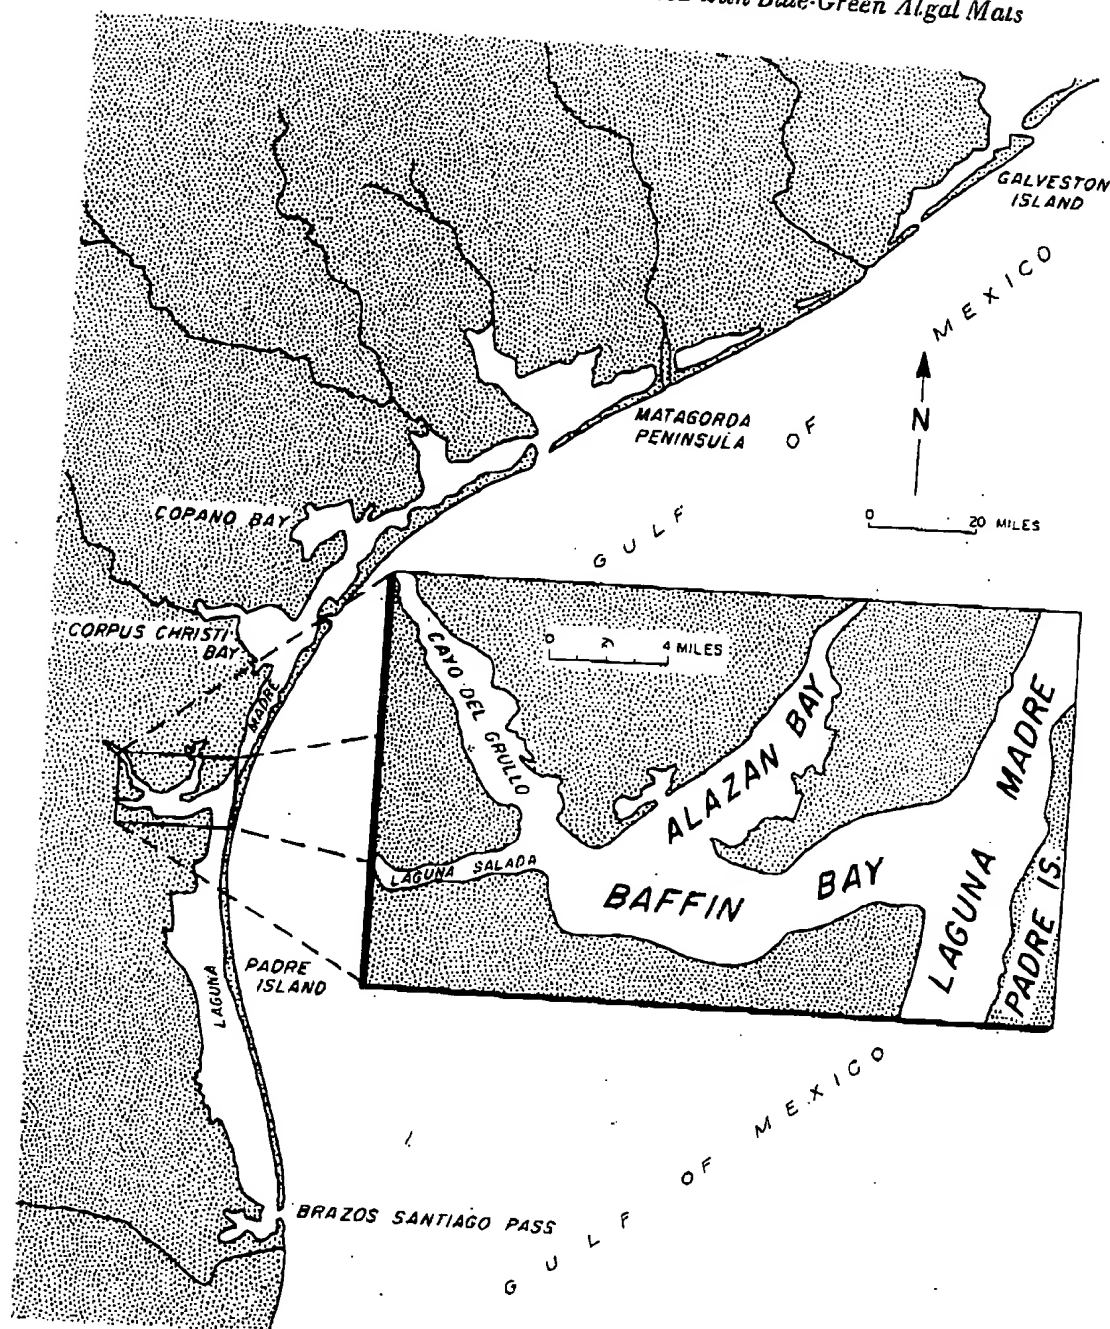 with Blue-Green Algal Mats
GALVESTON
ISLAND
GULF OF MEXICO
N
MATAGORDA
PENINSULA
0 20 MILES
COPANO BAY
CORPUS CHRISTI
BAY
MADRE
0 4 MILES
CAYO DEL GRULLO
ALAZAN BAY
LAGUNA MADRE
LAGUNA SALADA
BAFFIN BAY
PADRE IS.
PADRE
ISLAND
LAGUNA
BRAZOS SANTIAGO PASS
GULF OF MEXICO